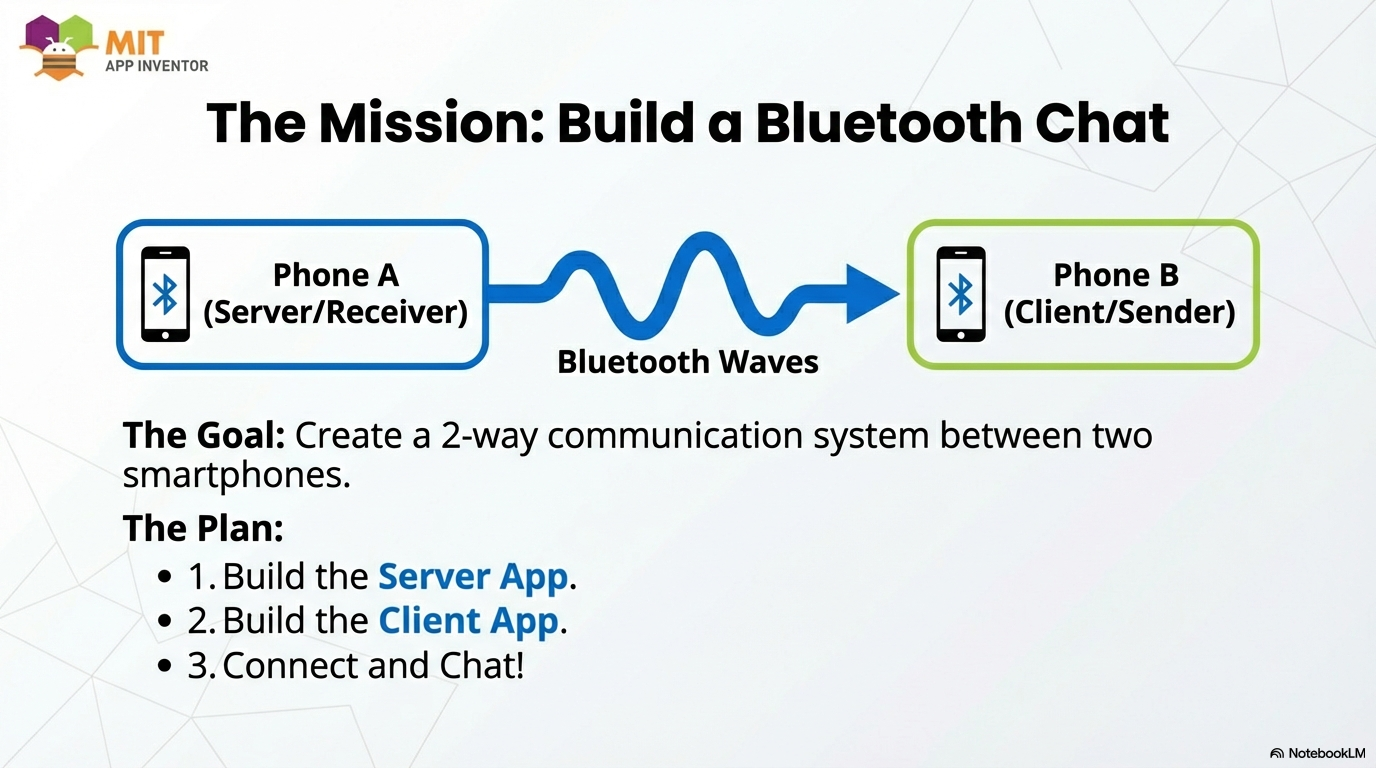 MIT
APP INVENTOR
The Mission: Build a Bluetooth Chat
Phone A
(Server/Receiver)
Bluetooth Waves
Phone B
(Client/Sender)
The Goal: Create a 2-way communication system between two
smartphones.
The Plan:
• 1. Build the Server App.
• 2. Build the Client App.
• 3. Connect and Chat!
NotebookLM